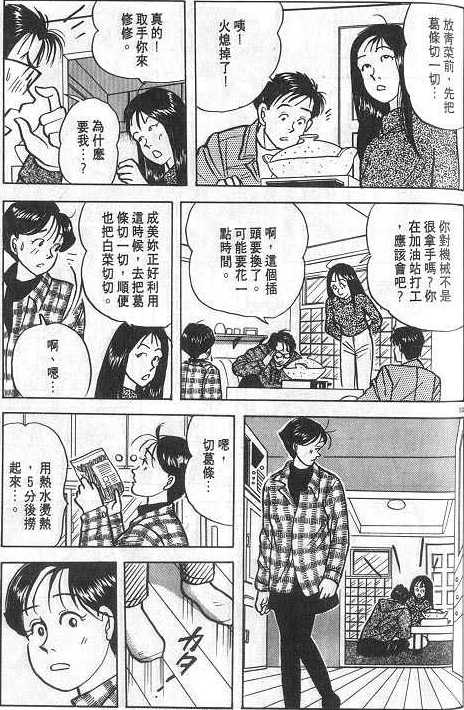 放青菜前，先把
葛條切一切…
咦！
火熄掉了！
真的！
取手你來
修修。
為什麼
要我…？
你對機械不是
很拿手嗎？你
在加油站打工
，應該會吧？
啊，這個插
頭要換了。
可能要花一
點時間。
成美妳正好利用
這時候，去把葛
條切一切，順便
也把白菜切切。
啊、嗯…
嗯，
切葛條，
用熱水燙熱
，5分後撈
起來…。
カタ